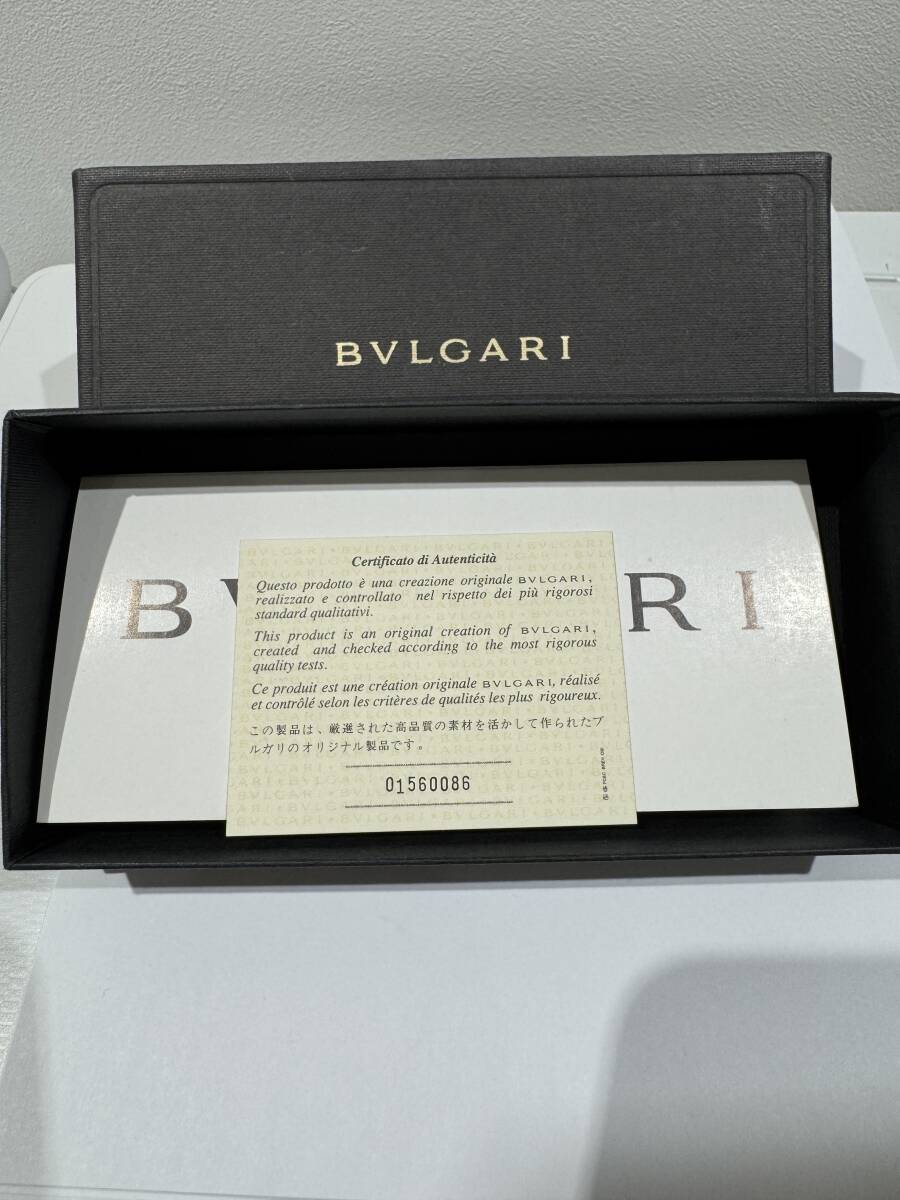 BVLGARI
B V RI
Certificato di Autenticità
Questo prodotto è una creazione originale BVLGARI,
realizzato e controllato nel rispetto dei più rigorosi
standard qualitativi.
This product is an original creation of BVLGARI,
created and checked according to the most rigorous
quality tests.
Ce produit est une création originale BVLGARI, réalisé
et contrôlé selon les critères de qualités les plus rigoureux.
この製品は、厳選された高品質の素材を活かして作られたブ
ルガリのオリジナル製品です。
01560086
BVLGARI•BVLGARI•BVLGARI•BVLGARI